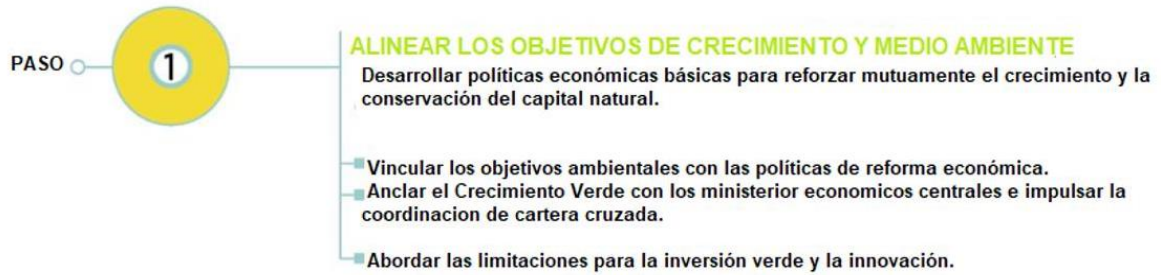 PASO
1
ALINEAR LOS OBJETIVOS DE CRECIMIENTO Y MEDIO AMBIENTE
Desarrollar políticas económicas básicas para reforzar mutuamente el crecimiento y la
conservación del capital natural.
Vincular los objetivos ambientales con las políticas de reforma económica.
Anclar el Crecimiento Verde con los ministerior economicos centrales e impulsar la
coordinacion de cartera cruzada.
Abordar las limitaciones para la inversión verde y la innovación.